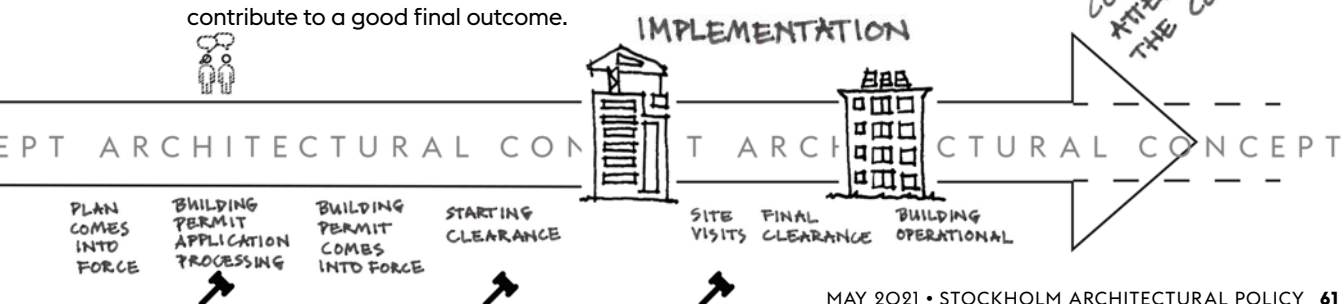 contribute to a good final outcome.
IMPLEMENTATION
THE
ARCHITECTURAL CON
T ARCH
CTURAL CONCEPT
PLAN
COMES
INTO
FORCE
BUILDING
PERMIT
APPLICATION
PROCESSING
BUILDING
PERMIT
COMES
INTO FORCE
STARTING
CLEARANCE
SITE
VISITS
FINAL
CLEARANCE
BUILDING
OPERATIONAL
MAY 2021 • STOCKHOLM ARCHITECTURAL POLICY 61